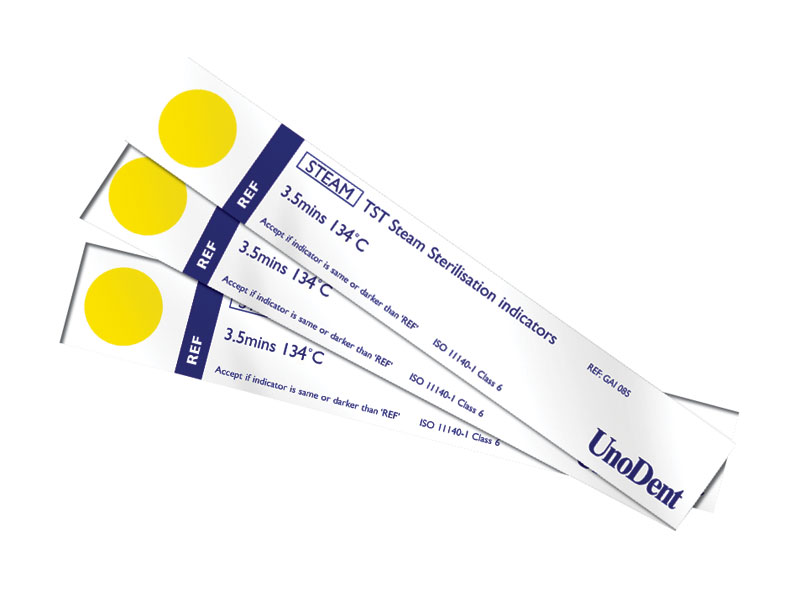 REF
STEAM TST Steam Sterilisation indicators
3.5mins 134°C
Accept if indicator is same or darker than 'REF'
ISO 11140-1 Class 6
REF: GAI 085
UnoDent
REF
3.5mins 134°C
Accept if indicator is same or darker than 'REF'
ISO 11140-1 Class 6
REF
3.5mins 134°C
Accept if indicator is same or darker than 'REF'
ISO 11140-1 Class 6